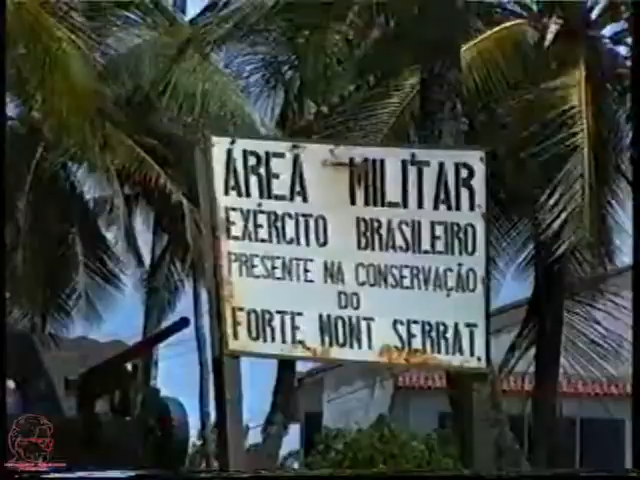 ÁREA MILITAR
EXÉRCITO BRASILEIRO
PRESENTE NA CONSERVAÇÃO
DO
FORTE MONT SERRAT.